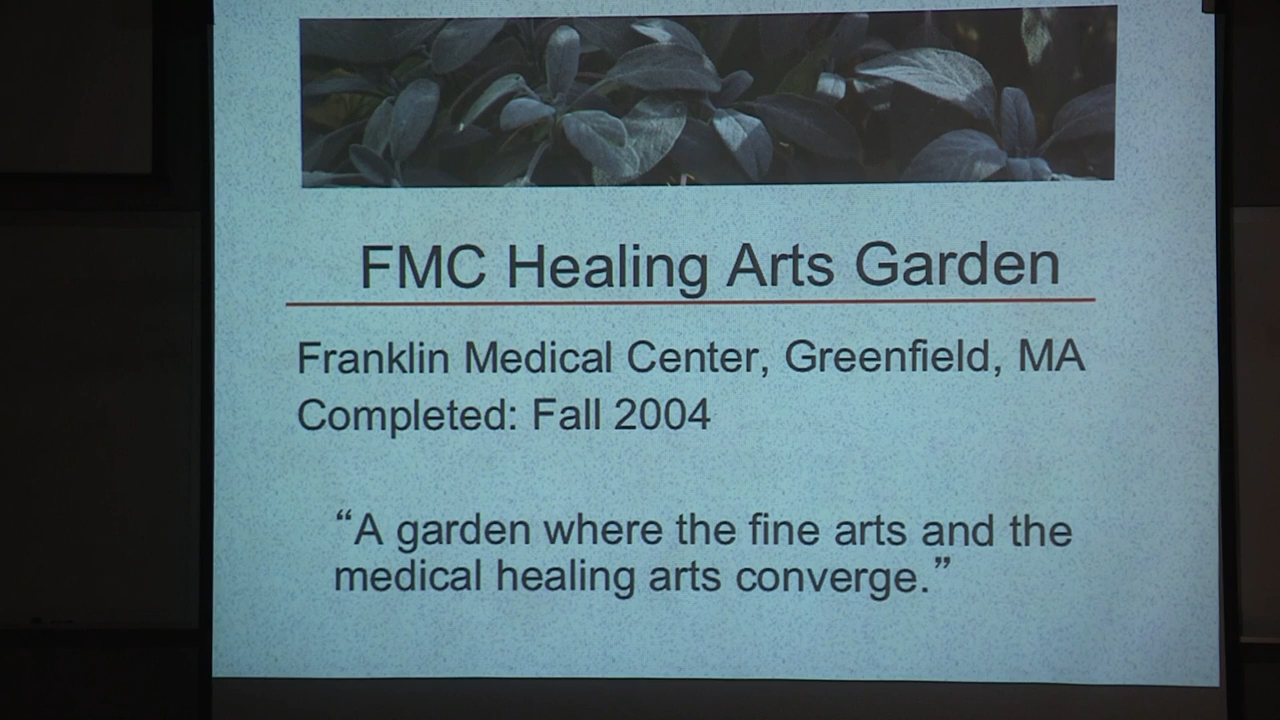 FMC Healing Arts Garden
Franklin Medical Center, Greenfield, MA
Completed: Fall 2004
“A garden where the fine arts and the
medical healing arts converge.”